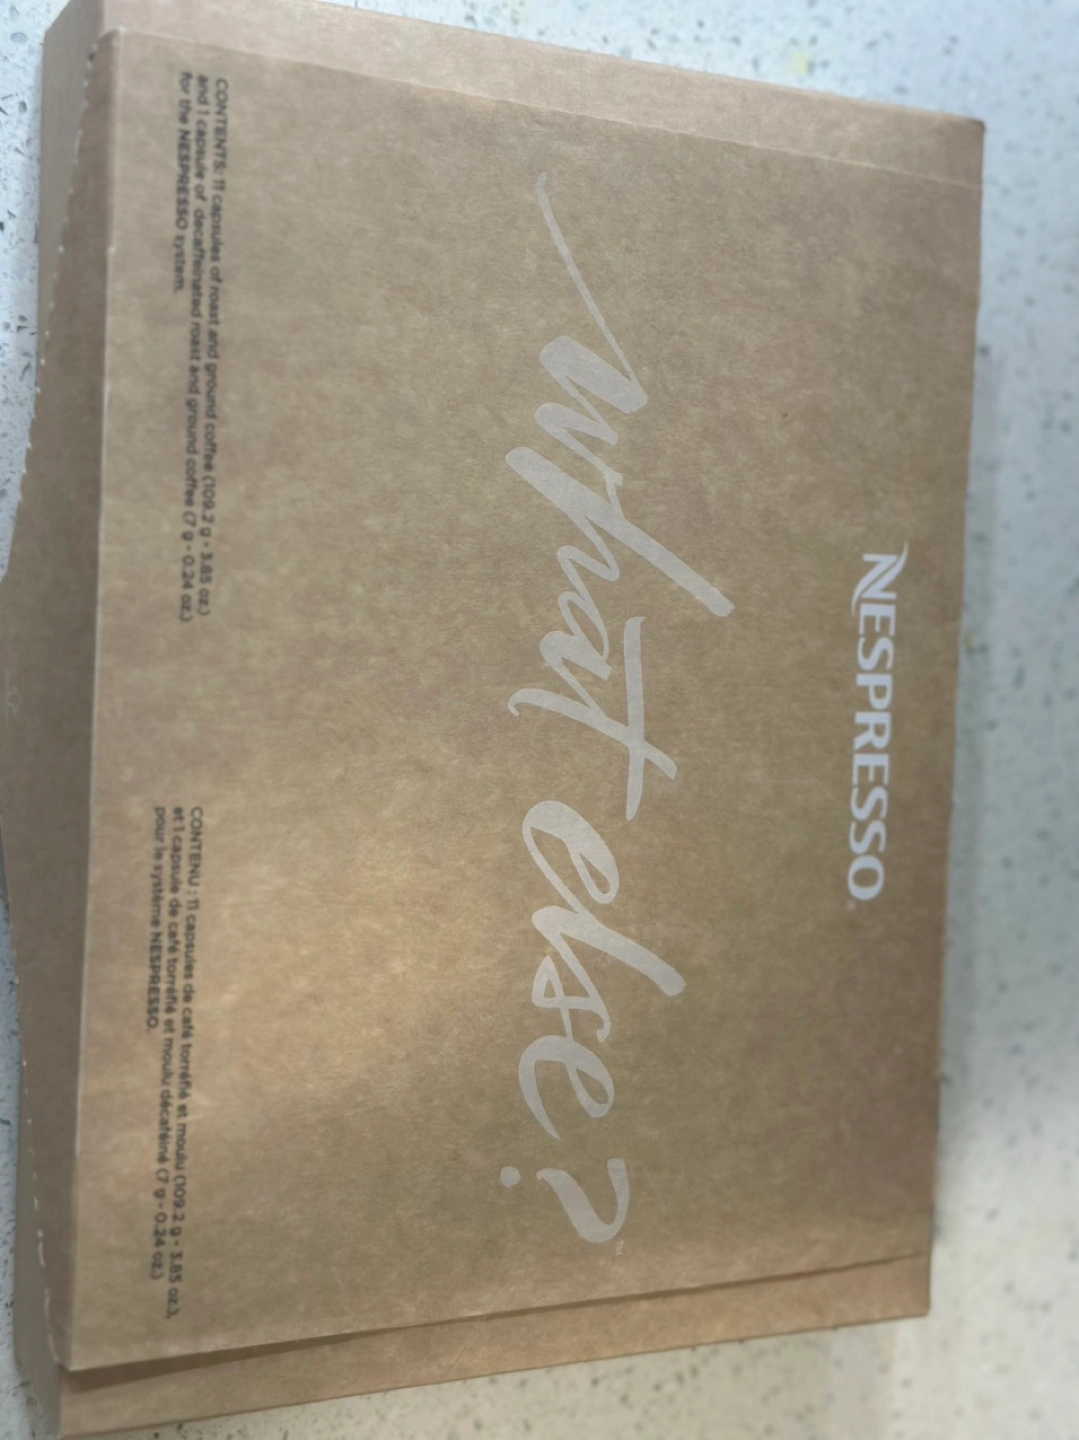 NESPRESSO
What else?
CONTENTS: 11 capsules of roast and ground coffee (109.2 g - 3.85 oz.)
and 1 capsule of decaffeinated roast and ground coffee (7 g - 0.24 oz.)
for the NESPRESSO system.
CONTENU : 11 capsules de café torréfié et moulu (109.2 g - 3.85 oz.),
et 1 capsule de café torréfié et moulu décaféiné (7 g - 0.24 oz.)
pour le système NESPRESSO.